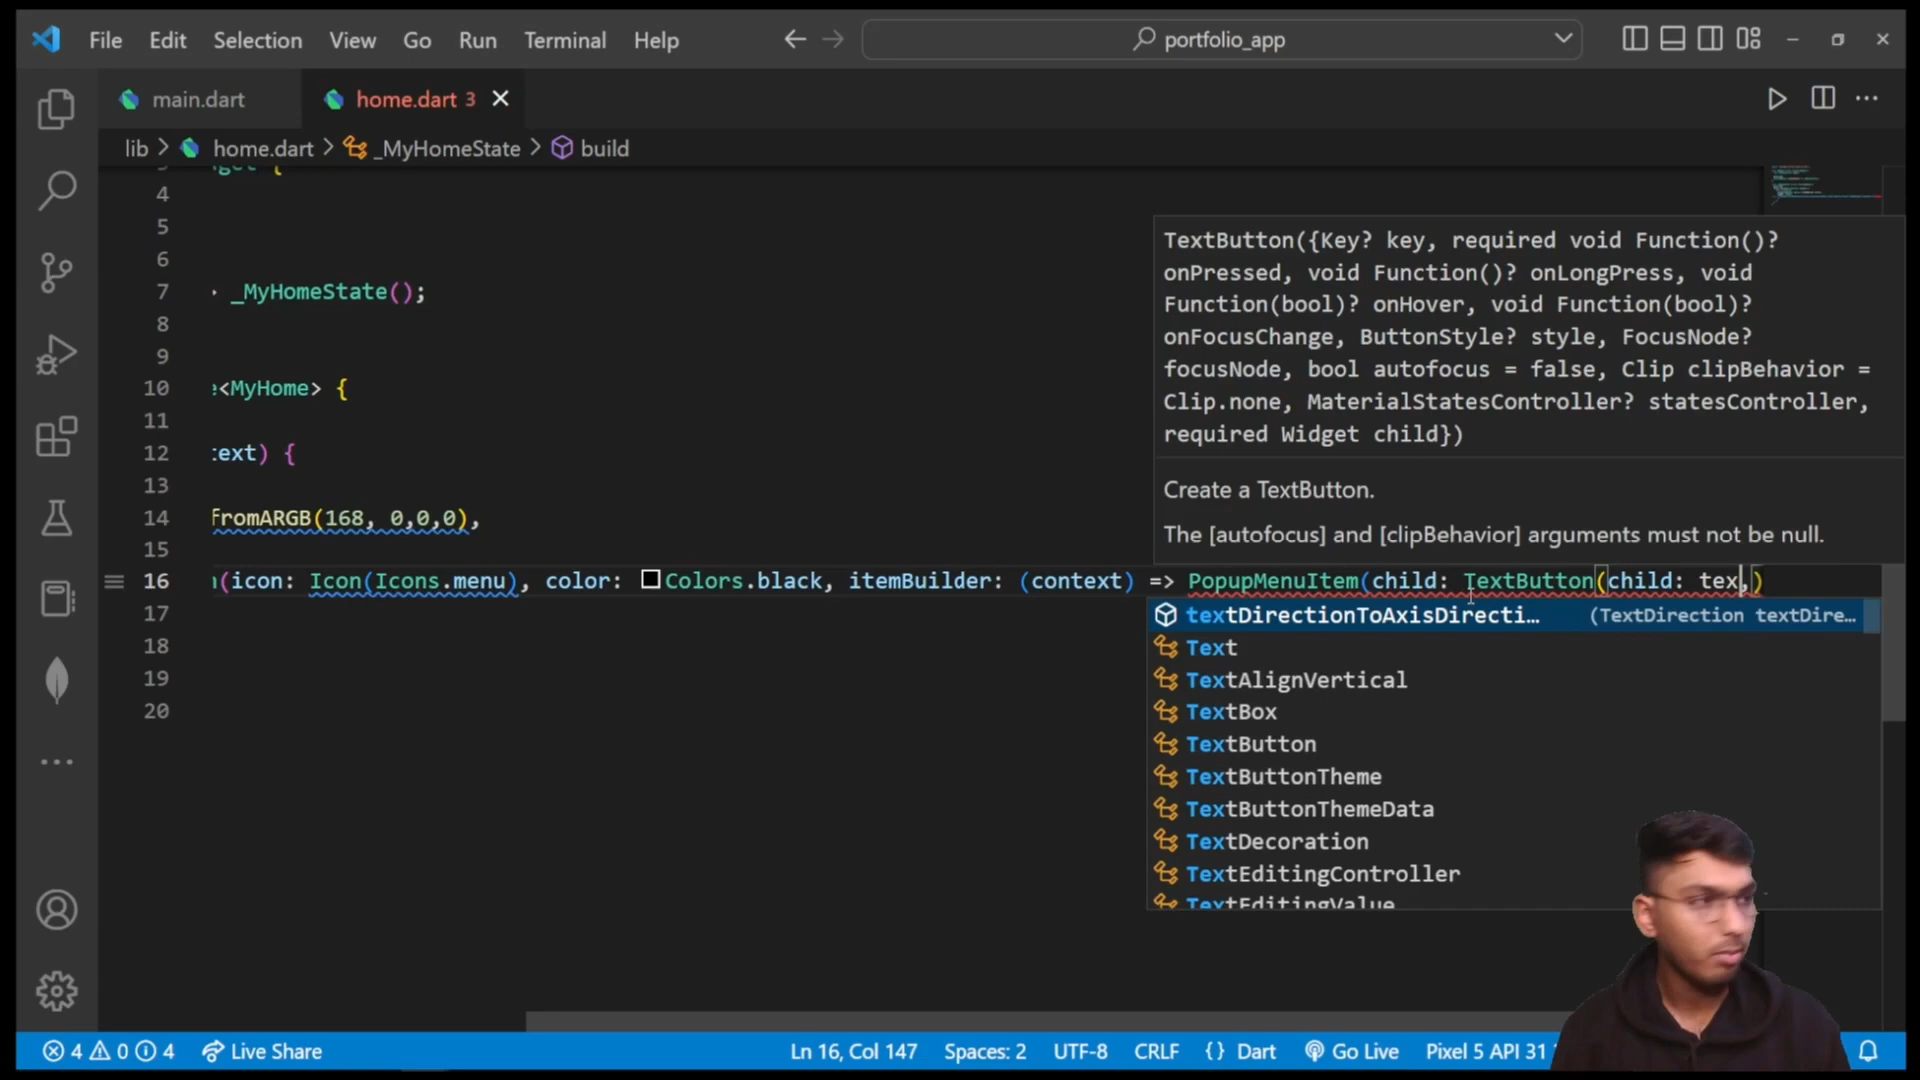 File Edit Selection View Go Run Terminal Help
portfolio_app
main.dart
home.dart 3
lib > home.dart > _MyHomeState > build
4
5
6
7 _MyHomeState();
8
9
10 <MyHome> {
11
12 text) {
13
14 fromARGB(168, 0,0,0),
15
16 n(icon: Icon(Icons.menu), color: Colors.black, itemBuilder: (context) => PopupMenuItem(child: TextButton(child: tex,)
17
18
19
20
TextButton({Key? key, required void Function()?
onPressed, void Function()? onLongPress, void
Function(bool)? onHover, void Function(bool)?
onFocusChange, ButtonStyle? style, FocusNode?
focusNode, bool autofocus = false, Clip clipBehavior =
Clip.none, MaterialStatesController? statesController,
required Widget child})
Create a TextButton.
The [autofocus] and [clipBehavior] arguments must not be null.
textDirectionToAxisDirecti… (TextDirection textDire…
Text
TextAlignVertical
TextBox
TextButton
TextButtonTheme
TextButtonThemeData
TextDecoration
TextEditingController
TextEditingValue
4 0 4 Live Share Ln 16, Col 147 Spaces: 2 UTF-8 CRLF {} Dart Go Live Pixel 5 API 31